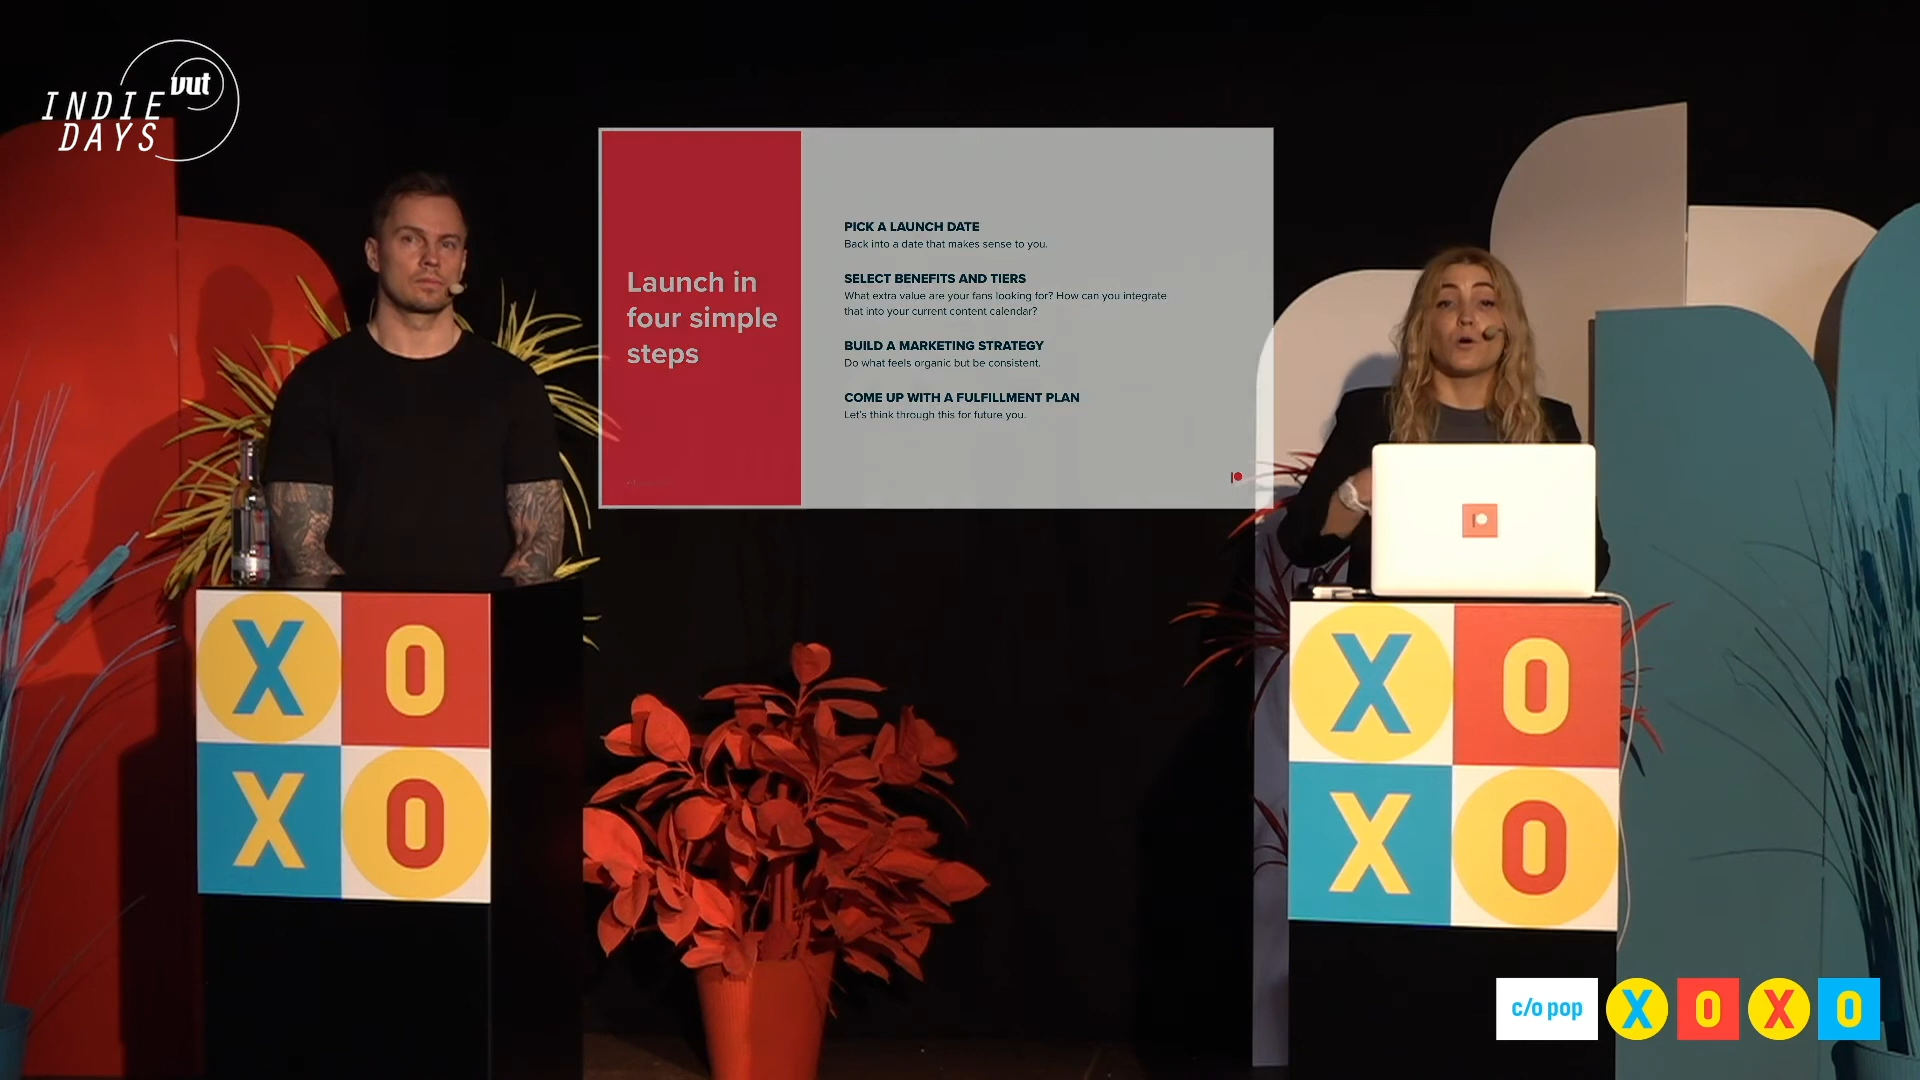 vut
INDIE
DAYS
Launch in
four simple
steps
PICK A LAUNCH DATE
Back into a date that makes sense to you.
SELECT BENEFITS AND TIERS
What extra value are your fans looking for? How can you integrate
that into your current content calendar?
BUILD A MARKETING STRATEGY
Do what feels organic but be consistent.
COME UP WITH A FULFILLMENT PLAN
Let's think through this for future you.
X O
X O
X O
X O
c/o pop X O X O